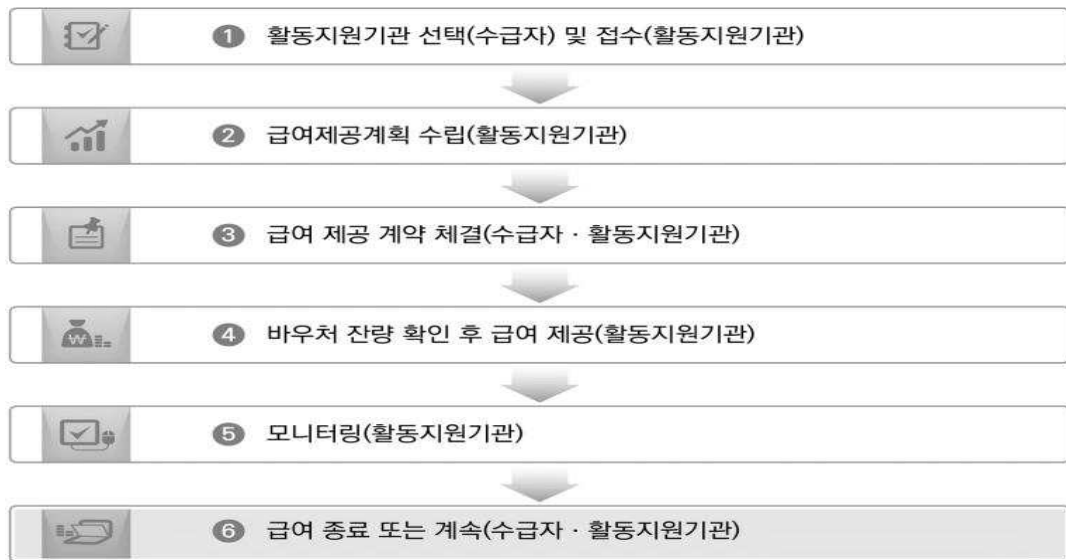 ❶ 활동지원기관 선택(수급자) 및 접수(활동지원기관)
❷ 급여제공계획 수립(활동지원기관)
❸ 급여 제공 계약 체결(수급자 · 활동지원기관)
❹ 바우처 잔량 확인 후 급여 제공(활동지원기관)
❺ 모니터링(활동지원기관)
❻ 급여 종료 또는 계속(수급자 · 활동지원기관)